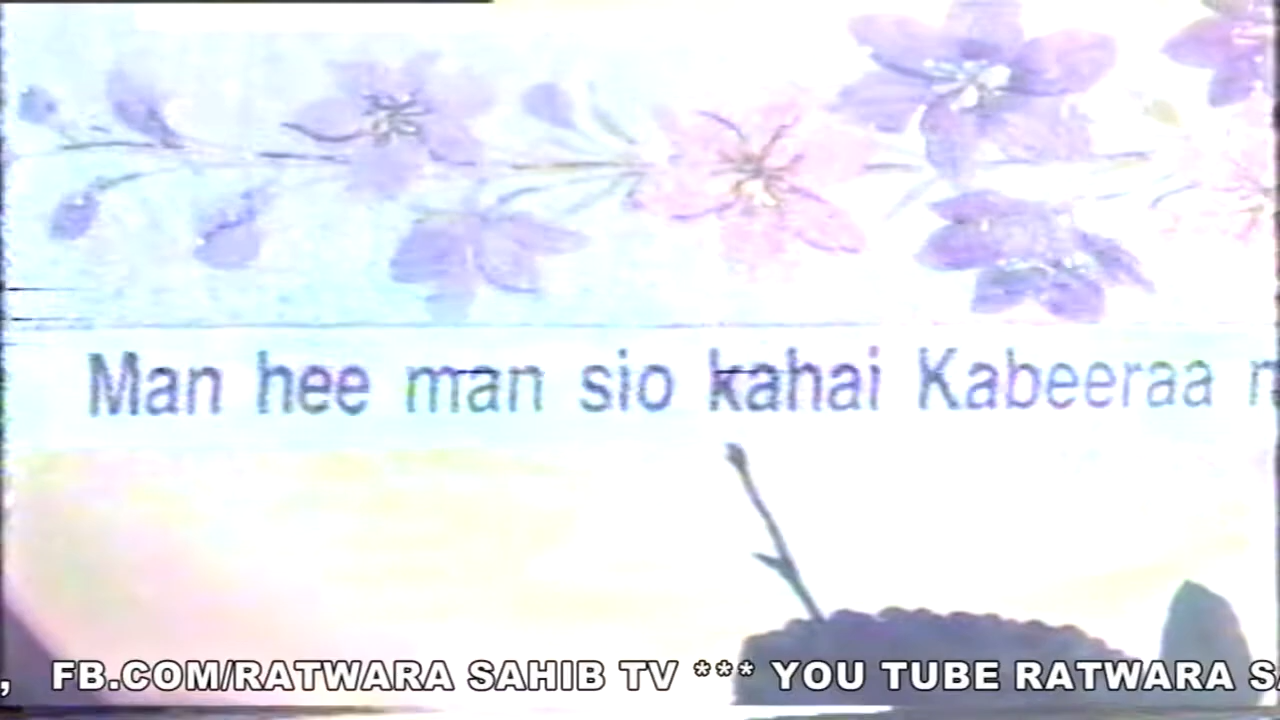 Man hee man sio kahai Kabeeraa
, FB.COM/RATWARA SAHIB TV *** YOU TUBE RATWARA